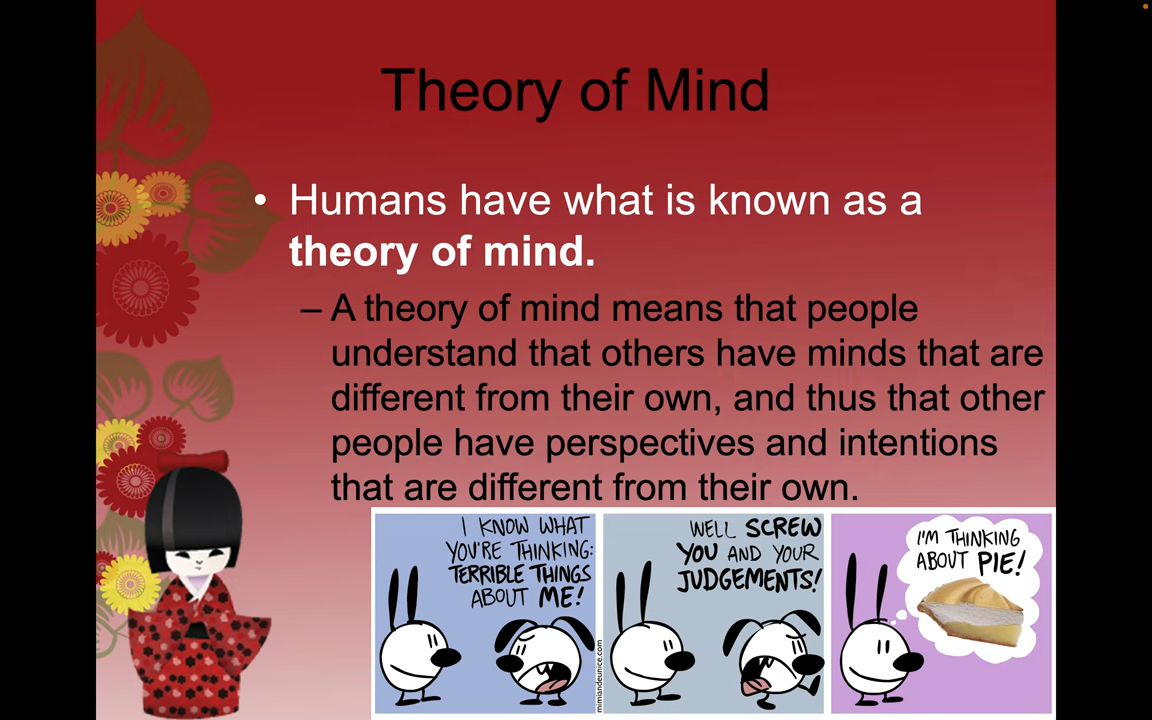 Theory of Mind
• Humans have what is known as a
theory of mind.
– A theory of mind means that people
understand that others have minds that are
different from their own, and thus that other
people have perspectives and intentions
that are different from their own.
I KNOW WHAT
YOU'RE THINKING:
TERRIBLE THINGS
ABOUT ME!
mimiandeunice.com
WELL SCREW
YOU AND YOUR
JUDGEMENTS!
I'M THINKING
ABOUT PIE!